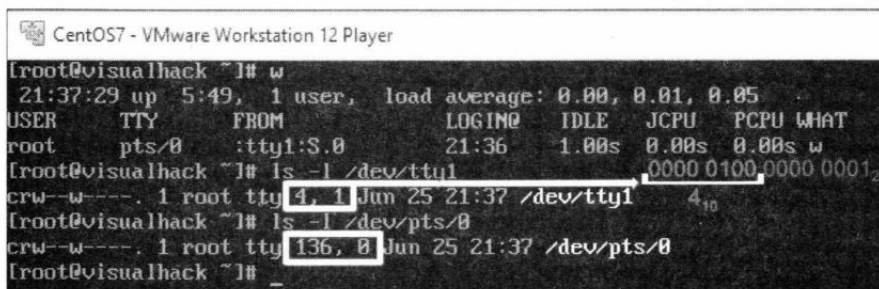 CentOS7 - VMware Workstation 12 Player
[root@visualhack ~]# w
21:37:29 up 5:49, 1 user, load average: 0.00, 0.01, 0.05
USER TTY FROM LOGIN@ IDLE JCPU PCPU WHAT
root pts/0 :tty1:S.0 21:36 1.00s 0.00s 0.00s w
[root@visualhack ~]# ls -l /dev/tty1 0000 0100 0000 0001₂
crw--w----. 1 root tty 4, 1 Jun 25 21:37 /dev/tty1 4₁₀
[root@visualhack ~]# ls -l /dev/pts/0
crw--w----. 1 root tty 136, 0 Jun 25 21:37 /dev/pts/0
[root@visualhack ~]# _